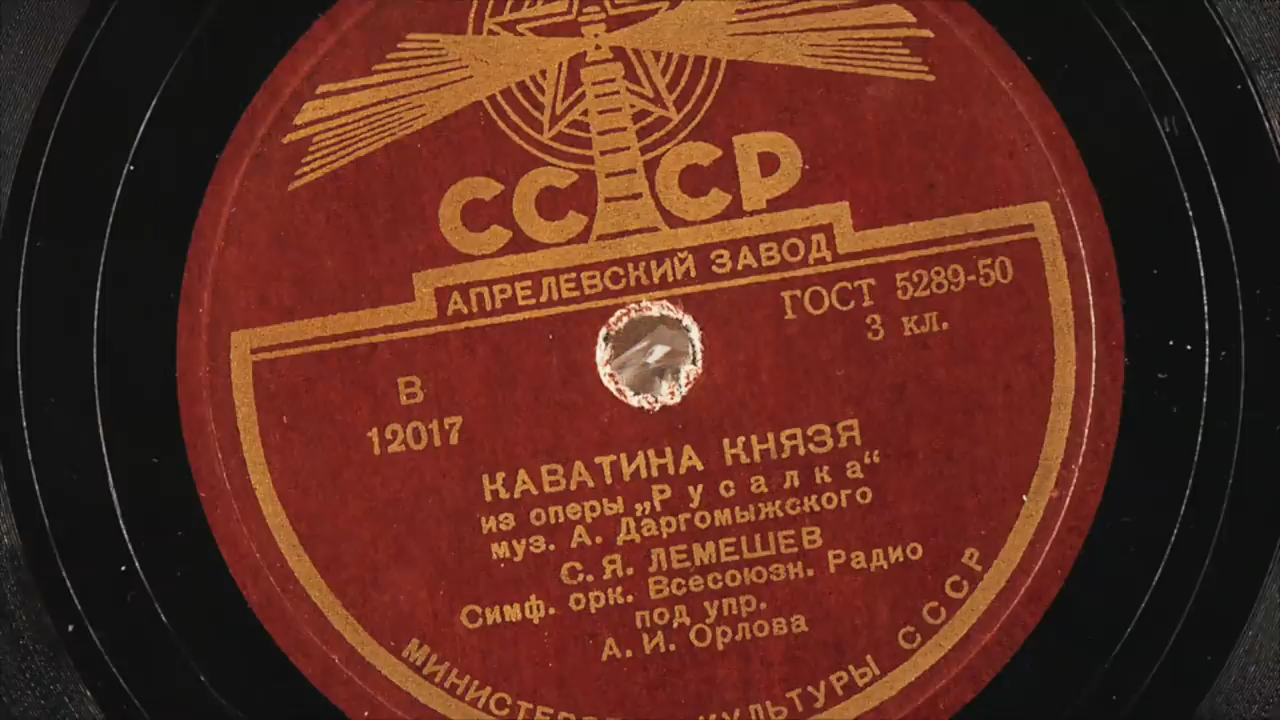 СССР
АПРЕЛЕВСКИЙ ЗАВОД
ГОСТ 5289-50
3 кл.
В
12017
КАВАТИНА КНЯЗЯ
из оперы „Русалка“
муз. А. Даргомыжского
С. Я. ЛЕМЕШЕВ
Симф. орк. Всесоюзн. Радио
под упр.
А. И. Орлова
КУЛЬТУРЫ СССР